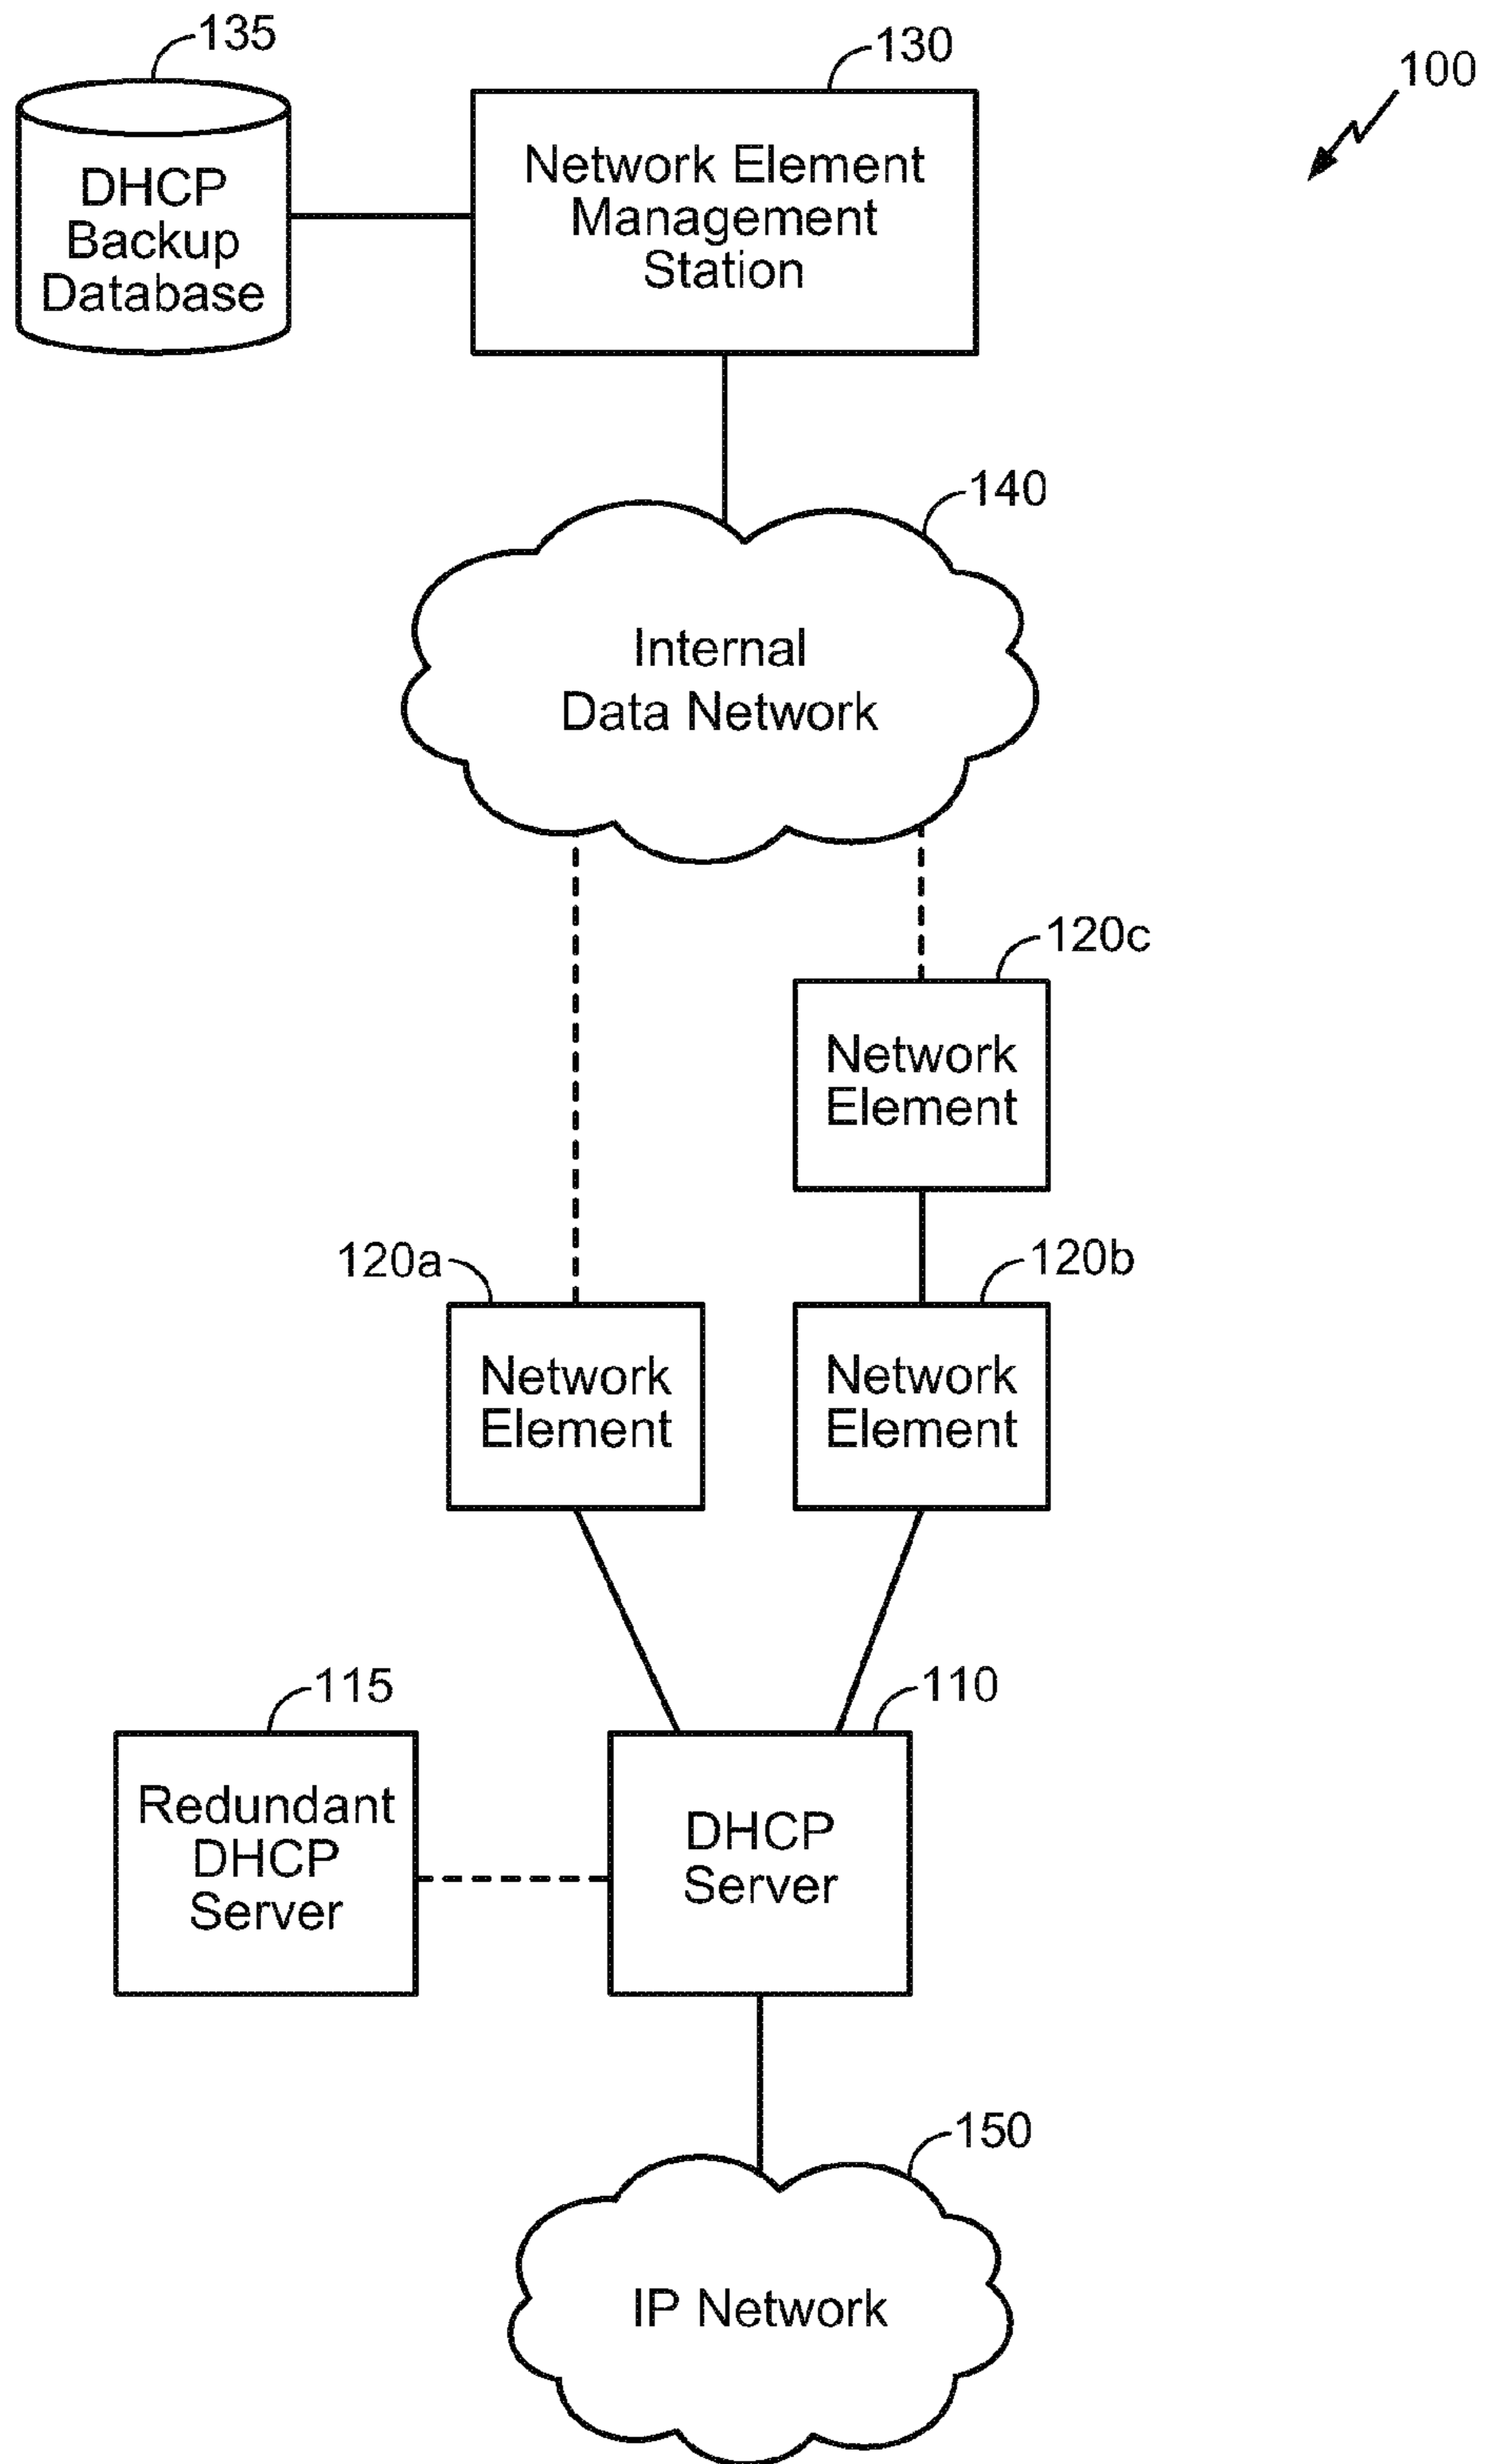 135
130
100
DHCP
Backup
Database
Network Element
Management
Station
140
Internal
Data Network
120c
Network
Element
120a
120b
Network
Element
Network
Element
115
110
Redundant
DHCP
Server
DHCP
Server
150
IP Network